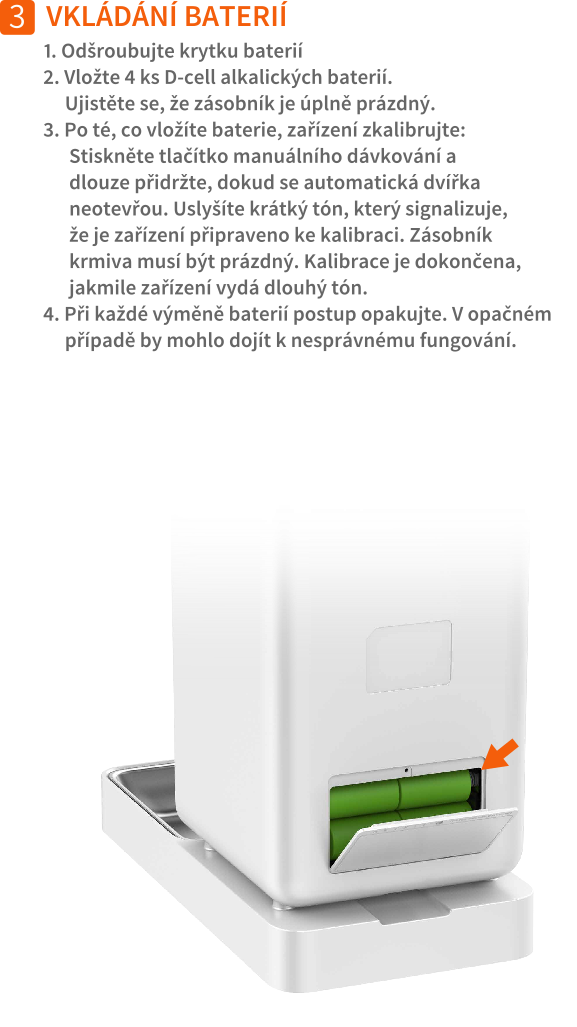 3 VKLÁDÁNÍ BATERIÍ
1. Odšroubujte krytku baterií
2. Vložte 4 ks D-cell alkalických baterií.
Ujistěte se, že zásobník je úplně prázdný.
3. Po té, co vložíte baterie, zařízení zkalibrujte:
Stiskněte tlačítko manuálního dávkování a
dlouze přidržte, dokud se automatická dvířka
neotevřou. Uslyšíte krátký tón, který signalizuje,
že je zařízení připraveno ke kalibraci. Zásobník
krmiva musí být prázdný. Kalibrace je dokončena,
jakmile zařízení vydá dlouhý tón.
4. Při každé výměně baterií postup opakujte. V opačném
případě by mohlo dojít k nesprávnému fungování.